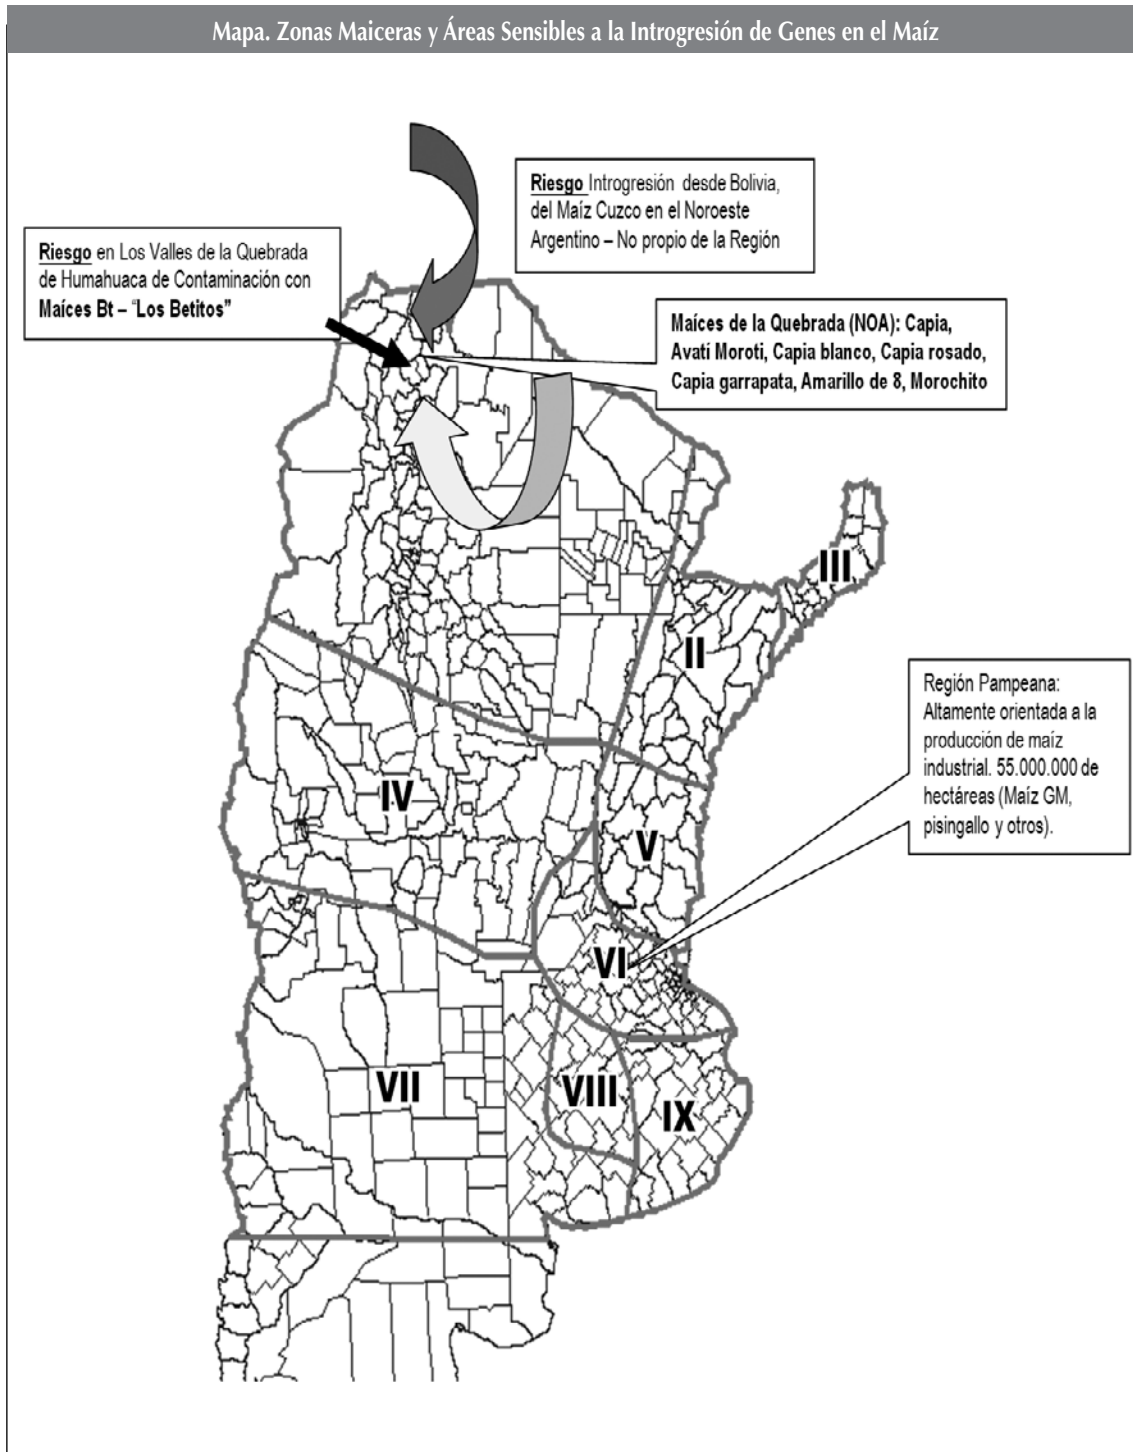 Mapa. Zonas Maiceras y Áreas Sensibles a la Introgresión de Genes en el Maíz
Riesgo Introgresión desde Bolivia,
del Maíz Cuzco en el Noroeste
Argentino – No propio de la Región
Riesgo en Los Valles de la Quebrada
de Humahuaca de Contaminación con
Maíces Bt – “Los Betitos”
Maíces de la Quebrada (NOA): Capia,
Avatí Moroti, Capia blanco, Capia rosado,
Capia garrapata, Amarillo de 8, Morochito
III
II
Región Pampeana:
Altamente orientada a la
producción de maíz
industrial. 55.000.000 de
hectáreas (Maíz GM,
pisingallo y otros).
IV
V
VI
VII
VIII
IX